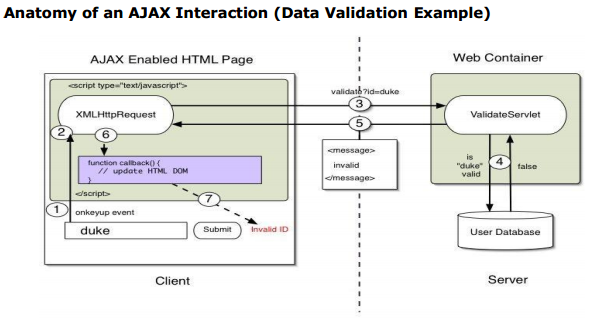 Anatomy of an AJAX Interaction (Data Validation Example)
AJAX Enabled HTML Page
Web Container
<script type="text/javascript">
XMLHttpRequest
validate?id=duke
3
ValidateServlet
2
6
5
function callback() {
// update HTML DOM
}
</script>
<message>
invalid
</message>
is
"duke"
valid
4
false
7
1
onkeyup event
duke
Submit
Invalid ID
User Database
Client
Server